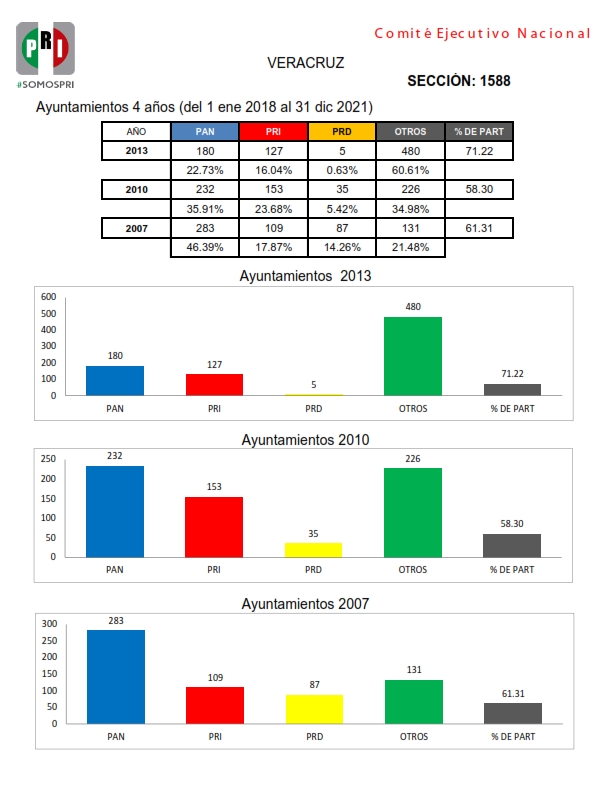 Comité Ejecutivo Nacional
PRI
#SOMOSPRI
VERACRUZ
SECCIÓN: 1588
Ayuntamientos 4 años (del 1 ene 2018 al 31 dic 2021)
AÑO PAN PRI PRD OTROS % DE PART
2013 180 127 5 480 71.22
22.73% 16.04% 0.63% 60.61%
2010 232 153 35 226 58.30
35.91% 23.68% 5.42% 34.98%
2007 283 109 87 131 61.31
46.39% 17.87% 14.26% 21.48%
Ayuntamientos 2013
600
500
400
300
200
100
0
180 127 5 480 71.22
PAN PRI PRD OTROS % DE PART
Ayuntamientos 2010
250
200
150
100
50
0
232 153 35 226 58.30
PAN PRI PRD OTROS % DE PART
Ayuntamientos 2007
300
250
200
150
100
50
0
283 109 87 131 61.31
PAN PRI PRD OTROS % DE PART